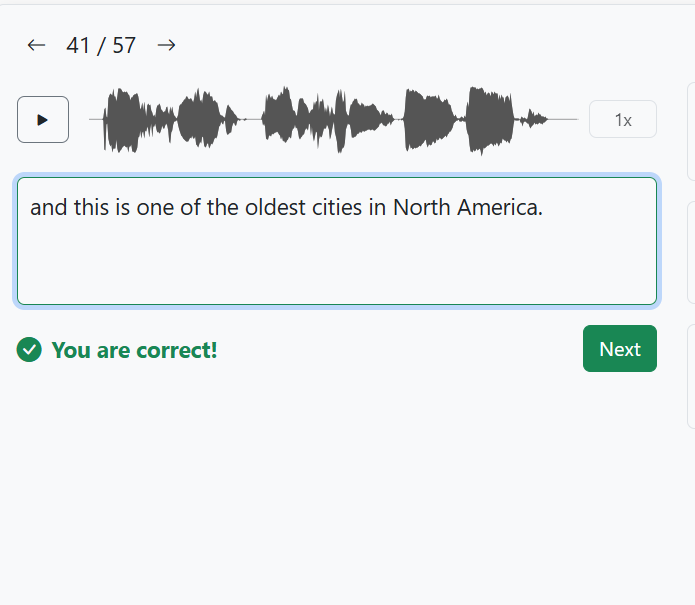 ← 41 / 57 →
1x
and this is one of the oldest cities in North America.
You are correct!
Next